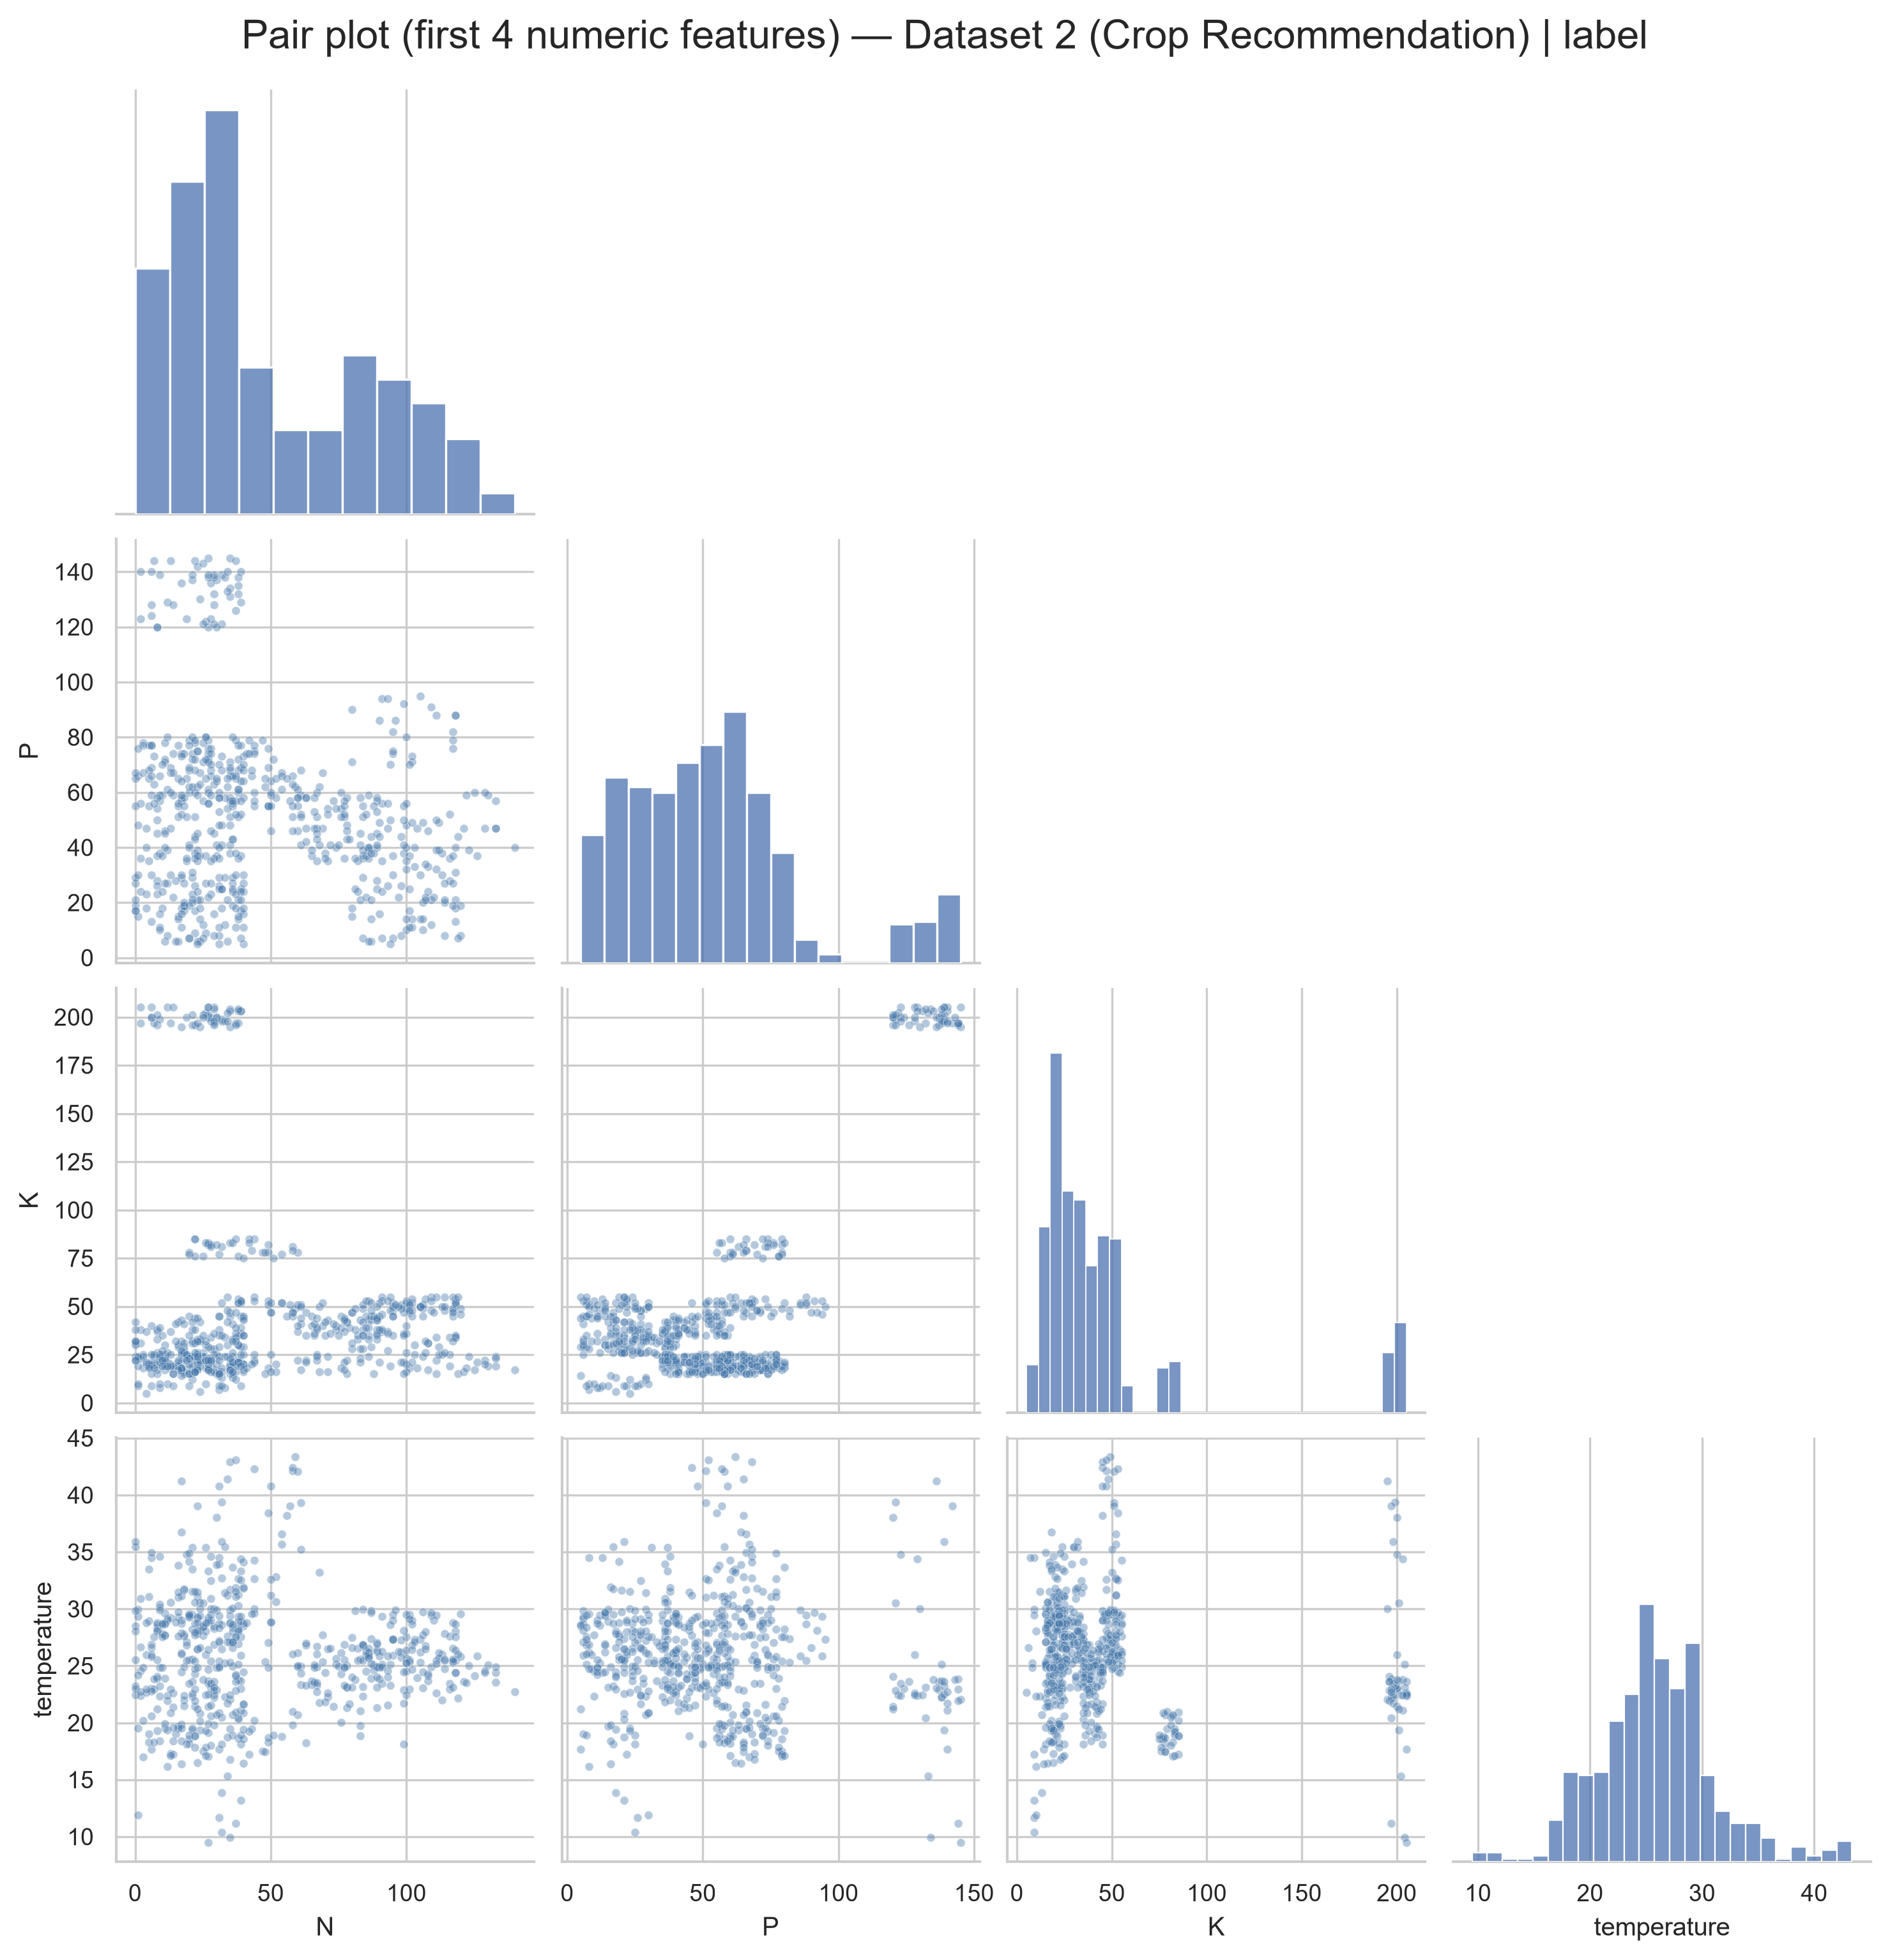 Pair plot (first 4 numeric features) — Dataset 2 (Crop Recommendation) | label
140
120
100
80
60
40
20
0
P
200
175
150
125
100
75
50
25
0
K
45
40
35
30
25
20
15
10
temperature
0 50 100
N
0 50 100 150
P
0 50 100 150 200
K
10 20 30 40
temperature